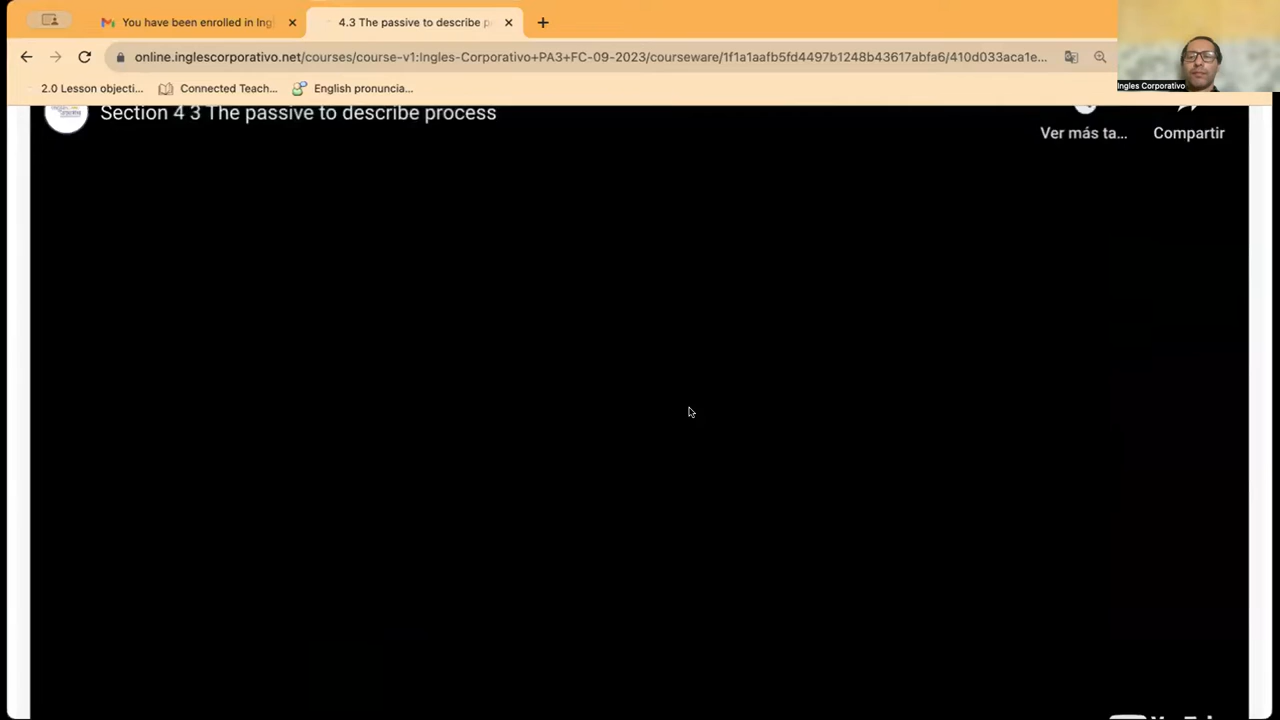 You have been enrolled in Ing
4.3 The passive to describe p
online.inglescorporativo.net/courses/course-v1:Ingles-Corporativo+PA3+FC-09-2023/courseware/1f1a1aafb5fd4497b1248b43617abfa6/410d033aca1e...
Ingles Corporativo
2.0 Lesson objecti...
Connected Teach...
English pronuncia...
Section 4 3 The passive to describe process
Ver más ta...
Compartir